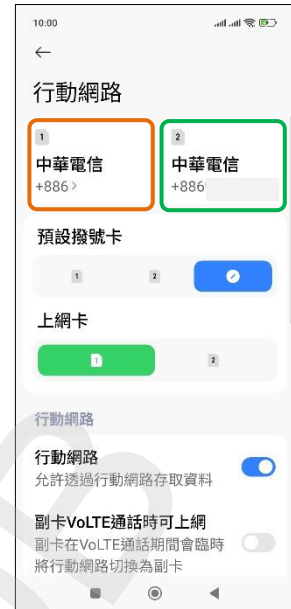 10:00
行動網路
1
2
中華電信
中華電信
+886 >
+886
預設撥號卡
1
2
上網卡
1
2
行動網路
行動網路
允許透過行動網路存取資料
副卡VoLTE通話時可上網
副卡在VoLTE通話期間會臨時
將行動網路切換為副卡